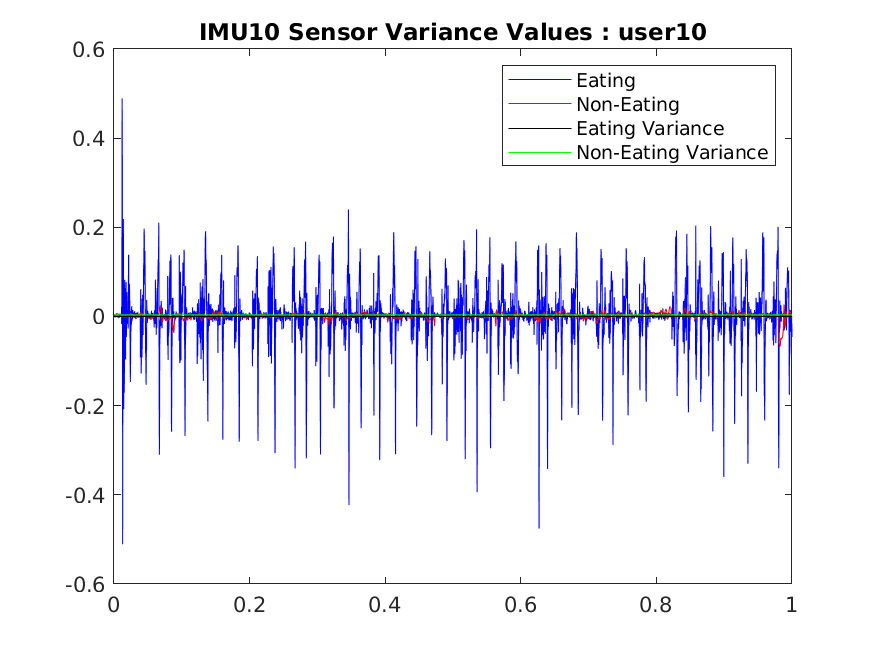 IMU10 Sensor Variance Values : user10
0.6
0.4
0.2
0
-0.2
-0.4
-0.6
Eating
Non-Eating
Eating Variance
Non-Eating Variance
0 0.2 0.4 0.6 0.8 1